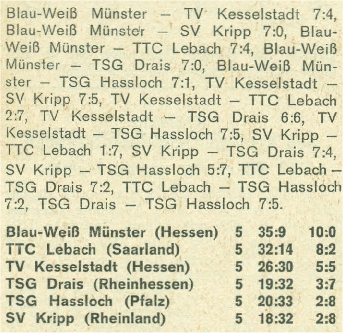 Blau-Weiß Münster – TV Kesselstadt 7:4,
Blau-Weiß Münster – SV Kripp 7:0, Blau-
Weiß Münster – TTC Lebach 7:4, Blau-Weiß
Münster – TSG Drais 7:0, Blau-Weiß Mün-
ster – TSG Hassloch 7:1, TV Kesselstadt –
SV Kripp 7:5, TV Kesselstadt – TTC Lebach
2:7, TV Kesselstadt – TSG Drais 6:6, TV
Kesselstadt – TSG Hassloch 7:5, SV Kripp –
TTC Lebach 1:7, SV Kripp – TSG Drais 7:4,
SV Kripp – TSG Hassloch 5:7, TTC Lebach –
TSG Drais 7:2, TTC Lebach – TSG Hassloch
7:2, TSG Drais – TSG Hassloch 7:5.
Blau-Weiß Münster (Hessen) 5 35:9 10:0
TTC Lebach (Saarland) 5 32:14 8:2
TV Kesselstadt (Hessen) 5 26:30 5:5
TSG Drais (Rheinhessen) 5 19:32 3:7
TSG Hassloch (Pfalz) 5 20:33 2:8
SV Kripp (Rheinland) 5 18:32 2:8